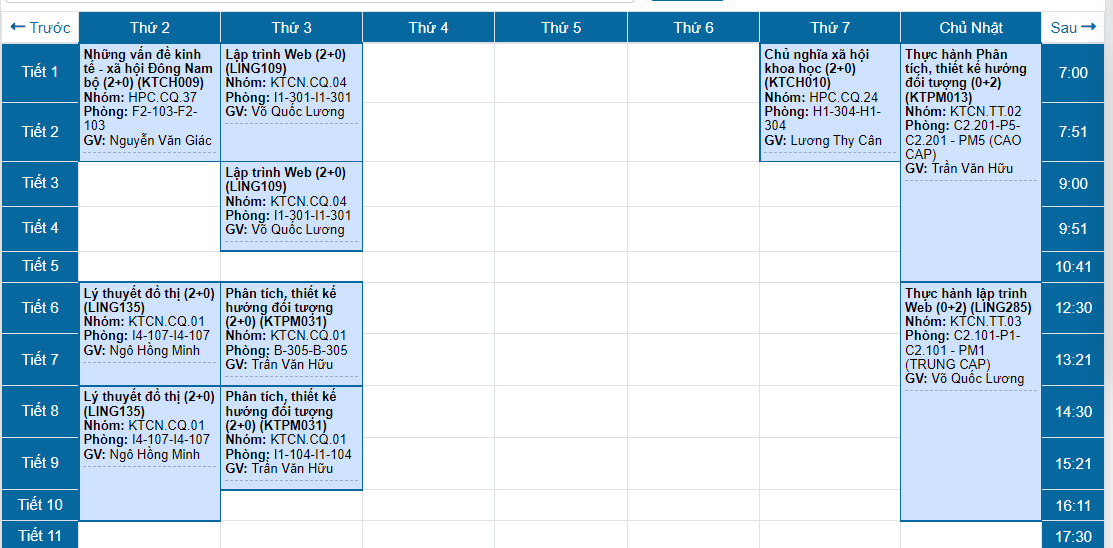 ← Trước
Thứ 2
Thứ 3
Thứ 4
Thứ 5
Thứ 6
Thứ 7
Chủ Nhật
Sau →
Tiết 1
Những vấn đề kinh
tế - xã hội Đông Nam
bộ (2+0) (KTCH009)
Nhóm: HPC.CQ.37
Phòng: F2-103-F2-
103
GV: Nguyễn Văn Giác
Lập trình Web (2+0)
(LING109)
Nhóm: KTCN.CQ.04
Phòng: I1-301-I1-301
GV: Võ Quốc Lương
Chủ nghĩa xã hội
khoa học (2+0)
(KTCH010)
Nhóm: HPC.CQ.24
Phòng: H1-304-H1-
304
GV: Lương Thy Cân
Thực hành Phân
tích, thiết kế hướng
đối tượng (0+2)
(KTPM013)
Nhóm: KTCN.TT.02
Phòng: C2.201-P5-
C2.201 - PM5 (CAO
CAP)
GV: Trần Văn Hữu
7:00
Tiết 2
7:51
Tiết 3
Lập trình Web (2+0)
(LING109)
Nhóm: KTCN.CQ.04
Phòng: I1-301-I1-301
GV: Võ Quốc Lương
9:00
Tiết 4
9:51
Tiết 5
10:41
Tiết 6
Lý thuyết đồ thị (2+0)
(LING135)
Nhóm: KTCN.CQ.01
Phòng: I4-107-I4-107
GV: Ngô Hồng Minh
Phân tích, thiết kế
hướng đối tượng
(2+0) (KTPM031)
Nhóm: KTCN.CQ.01
Phòng: B-305-B-305
GV: Trần Văn Hữu
Thực hành lập trình
Web (0+2) (LING285)
Nhóm: KTCN.TT.03
Phòng: C2.101-P1-
C2.101 - PM1
(TRUNG CAP)
GV: Võ Quốc Lương
12:30
Tiết 7
13:21
Tiết 8
Lý thuyết đồ thị (2+0)
(LING135)
Nhóm: KTCN.CQ.01
Phòng: I4-107-I4-107
GV: Ngô Hồng Minh
Phân tích, thiết kế
hướng đối tượng
(2+0) (KTPM031)
Nhóm: KTCN.CQ.01
Phòng: I1-104-I1-104
GV: Trần Văn Hữu
14:30
Tiết 9
15:21
Tiết 10
16:11
Tiết 11
17:30